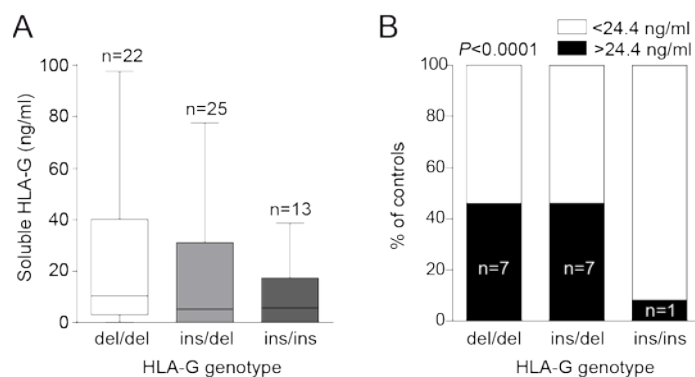 A
n=22
n=25
n=13
Soluble HLA-G (ng/ml)
100
80
60
40
20
0
del/del ins/del ins/ins
HLA-G genotype
B
<24.4 ng/ml
>24.4 ng/ml
P<0.0001
% of controls
100
80
60
40
20
0
n=7 n=7 n=1
del/del ins/del ins/ins
HLA-G genotype